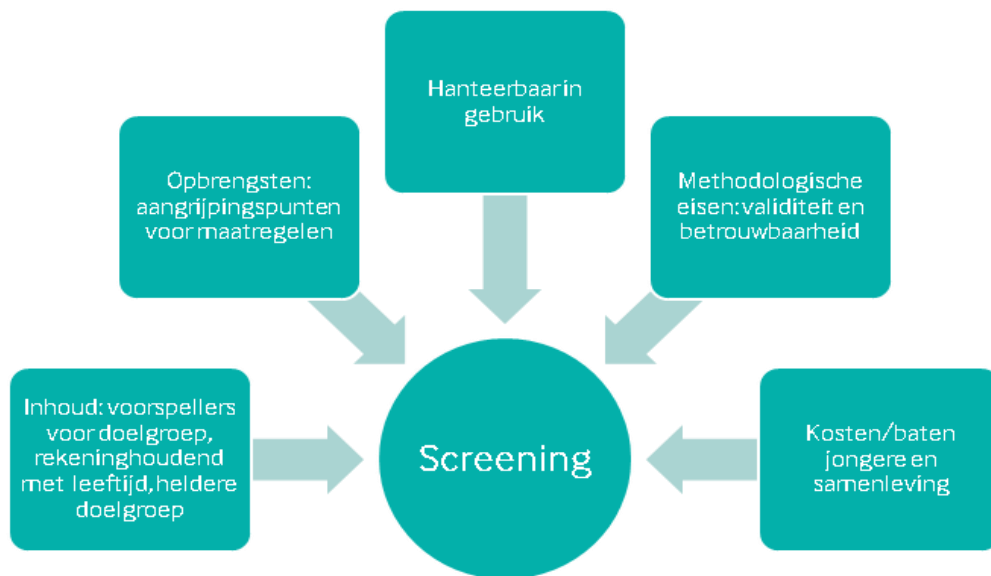 Hanteerbaar in
gebruik
Opbrengsten:
aangrijpingspunten
voor maatregelen
Methodologische
eisen: validiteit en
betrouwbaarheid
Inhoud: voorspellers
voor doelgroep,
rekeninghoudend
met leeftijd, heldere
doelgroep
Screening
Kosten/baten
jongere en
samenleving